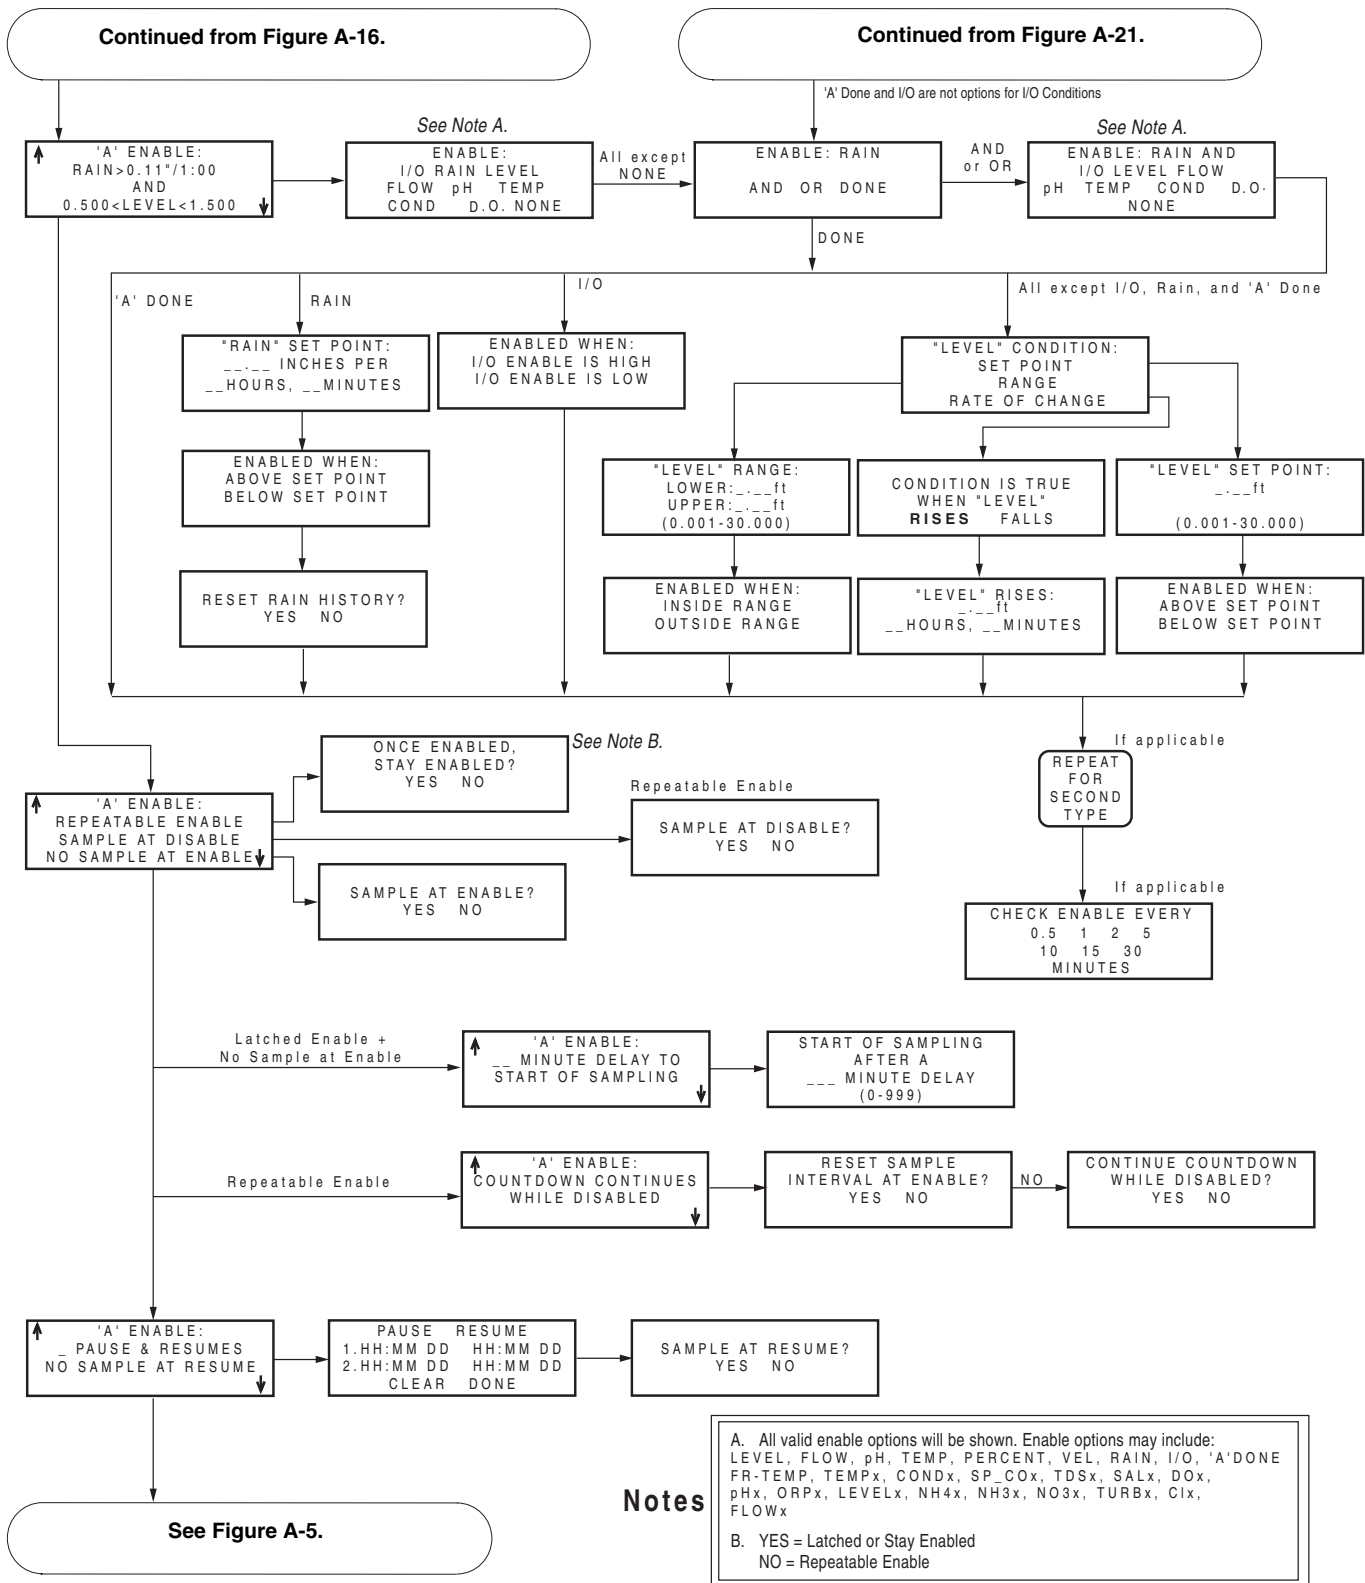 Continued from Figure A-16.
Continued from Figure A-21.
'A' Done and I/O are not options for I/O Conditions
See Note A.
See Note A.
'A' ENABLE:
RAIN>0.11"/1:00
AND
0.500<LEVEL<1.500
ENABLE:
I/O RAIN LEVEL
FLOW pH TEMP
COND D.O. NONE
All except
NONE
ENABLE: RAIN
AND OR DONE
AND
or OR
ENABLE: RAIN AND
I/O LEVEL FLOW
pH TEMP COND D.O.
NONE
DONE
'A' DONE
RAIN
I/O
All except I/O, Rain, and 'A' Done
"RAIN" SET POINT:
__.__ INCHES PER
__HOURS, __MINUTES
ENABLED WHEN:
I/O ENABLE IS HIGH
I/O ENABLE IS LOW
"LEVEL" CONDITION:
SET POINT
RANGE
RATE OF CHANGE
ENABLED WHEN:
ABOVE SET POINT
BELOW SET POINT
"LEVEL" RANGE:
LOWER:_.__ft
UPPER:_.__ft
(0.001-30.000)
CONDITION IS TRUE
WHEN "LEVEL"
RISES FALLS
"LEVEL" SET POINT:
_.__ft
(0.001-30.000)
RESET RAIN HISTORY?
YES NO
ENABLED WHEN:
INSIDE RANGE
OUTSIDE RANGE
"LEVEL" RISES:
_.__ft
__HOURS, __MINUTES
ENABLED WHEN:
ABOVE SET POINT
BELOW SET POINT
ONCE ENABLED,
STAY ENABLED?
YES NO
See Note B.
If applicable
REPEAT
FOR
SECOND
TYPE
'A' ENABLE:
REPEATABLE ENABLE
SAMPLE AT DISABLE
NO SAMPLE AT ENABLE
Repeatable Enable
SAMPLE AT DISABLE?
YES NO
SAMPLE AT ENABLE?
YES NO
If applicable
CHECK ENABLE EVERY
0.5 1 2 5
10 15 30
MINUTES
Latched Enable +
No Sample at Enable
'A' ENABLE:
__ MINUTE DELAY TO
START OF SAMPLING
START OF SAMPLING
AFTER A
___ MINUTE DELAY
(0-999)
Repeatable Enable
'A' ENABLE:
COUNTDOWN CONTINUES
WHILE DISABLED
RESET SAMPLE
INTERVAL AT ENABLE?
YES NO
NO
CONTINUE COUNTDOWN
WHILE DISABLED?
YES NO
'A' ENABLE:
_ PAUSE & RESUMES
NO SAMPLE AT RESUME
PAUSE RESUME
1.HH:MM DD HH:MM DD
2.HH:MM DD HH:MM DD
CLEAR DONE
SAMPLE AT RESUME?
YES NO
See Figure A-5.
Notes
A. All valid enable options will be shown. Enable options may include:
LEVEL, FLOW, pH, TEMP, PERCENT, VEL, RAIN, I/O, 'A'DONE
FR-TEMP, TEMPx, CONDx, SP_COx, TDSx, SALx, DOx,
pHx, ORPx, LEVELx, NH4x, NH3x, NO3x, TURBx, Clx,
FLOWx
B. YES = Latched or Stay Enabled
NO = Repeatable Enable